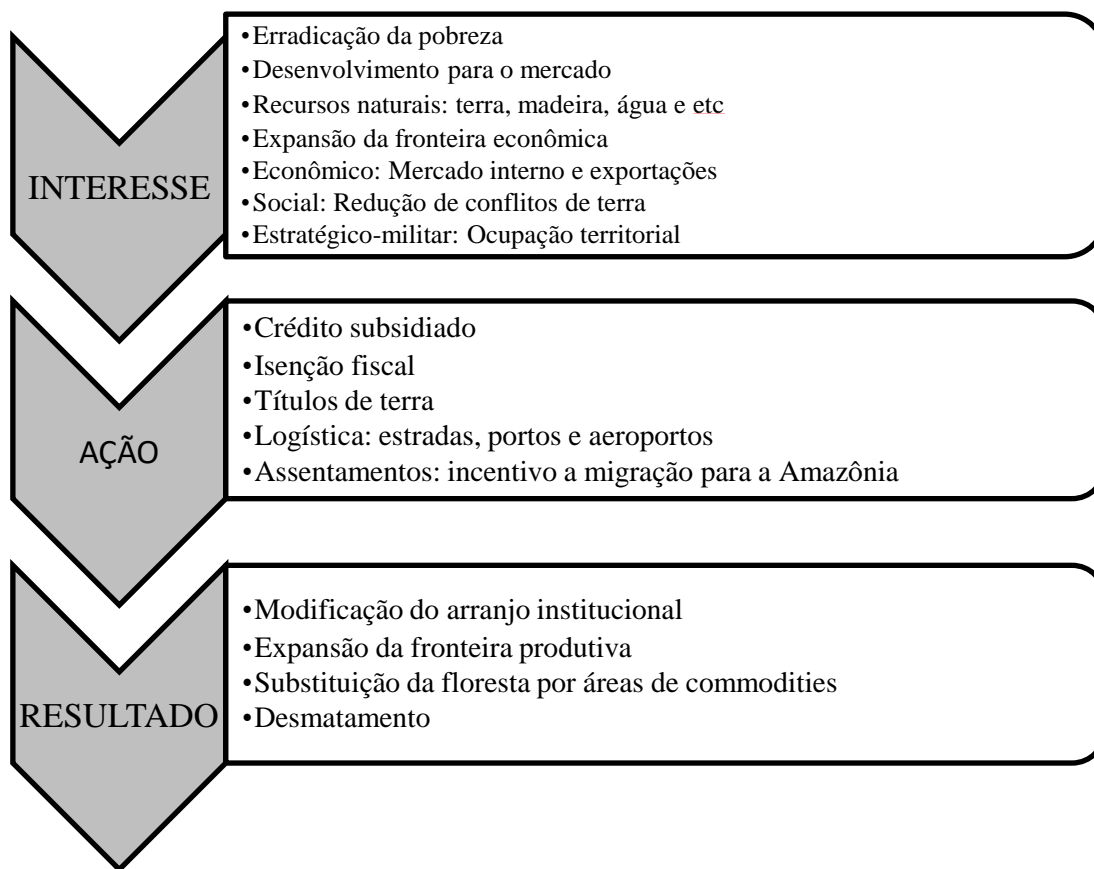 INTERESSE
•Erradicação da pobreza
•Desenvolvimento para o mercado
•Recursos naturais: terra, madeira, água e etc
•Expansão da fronteira econômica
•Econômico: Mercado interno e exportações
•Social: Redução de conflitos de terra
•Estratégico-militar: Ocupação territorial
AÇÃO
•Crédito subsidiado
•Isenção fiscal
•Títulos de terra
•Logística: estradas, portos e aeroportos
•Assentamentos: incentivo a migração para a Amazônia
RESULTADO
•Modificação do arranjo institucional
•Expansão da fronteira produtiva
•Substituição da floresta por áreas de commodities
•Desmatamento